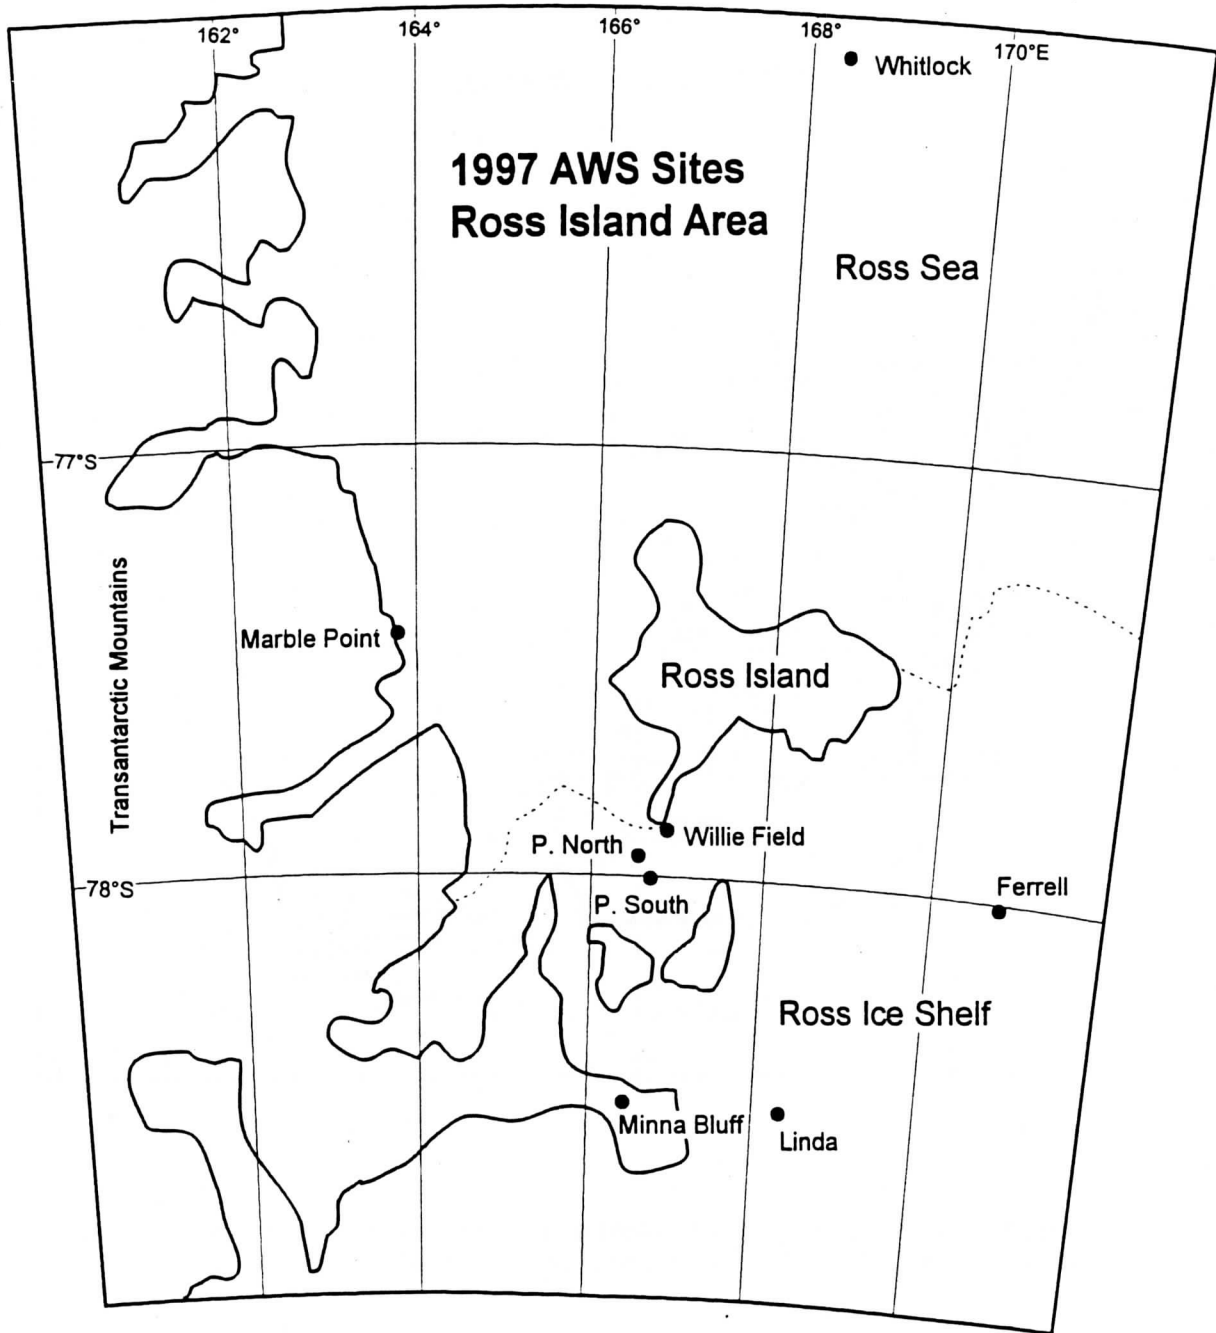 162°
164°
166°
168°
170°E
Whitlock
1997 AWS Sites
Ross Island Area
Ross Sea
77°S
Transantarctic Mountains
Marble Point
Ross Island
P. North
Willie Field
78°S
P. South
Ferrell
Ross Ice Shelf
Minna Bluff
Linda